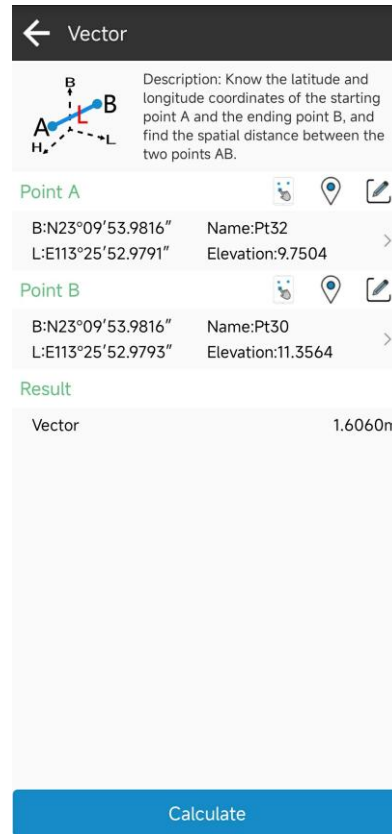 Vector
B
A
B
L
H
L
Description: Know the latitude and
longitude coordinates of the starting
point A and the ending point B, and
find the spatial distance between the
two points AB.
Point A
B:N23°09′53.9816″ Name:Pt32
L:E113°25′52.9791″ Elevation:9.7504
Point B
B:N23°09′53.9816″ Name:Pt30
L:E113°25′52.9793″ Elevation:11.3564
Result
Vector 1.6060m
Calculate